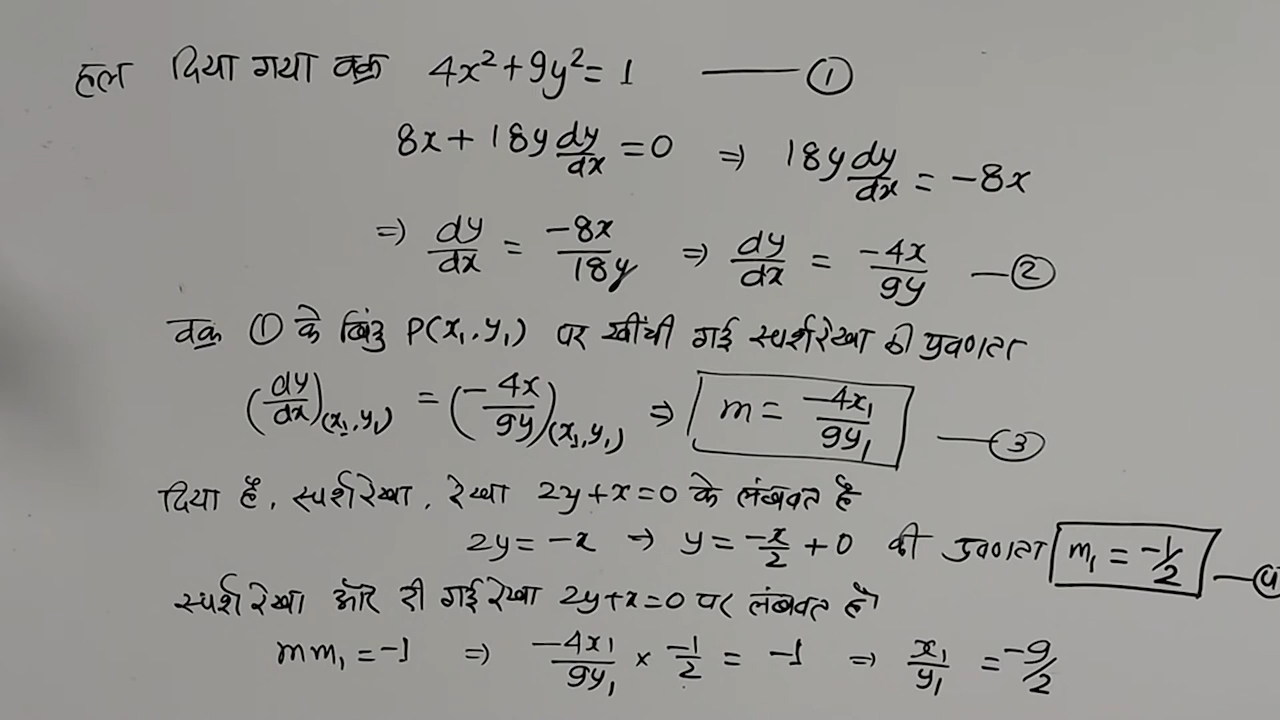 हल दिया गया वक्र 4x²+9y²=1 —— ①
8x+18y dy/dx =0 ⇒ 18y dy/dx = -8x
⇒ dy/dx = -8x/18y ⇒ dy/dx = -4x/9y —②
वक्र ① के बिंदु P(x₁,y₁) पर खींची गई स्पर्शरेखा की प्रवणता
(dy/dx)(x₁,y₁) = (-4x/9y)(x₁,y₁) ⇒ m = -4x₁/9y₁ —③
दिया है, स्पर्शरेखा, रेखा 2y+x=0 के लंबवत है
2y=-x → y=-x/2+0 की प्रवणता m₁=-1/2 —④
स्पर्श रेखा और दी गई रेखा 2y+x=0 पर लंबवत है
mm₁=-1 ⇒ -4x₁/9y₁ × -1/2 = -1 ⇒ x₁/y₁ = -9/2